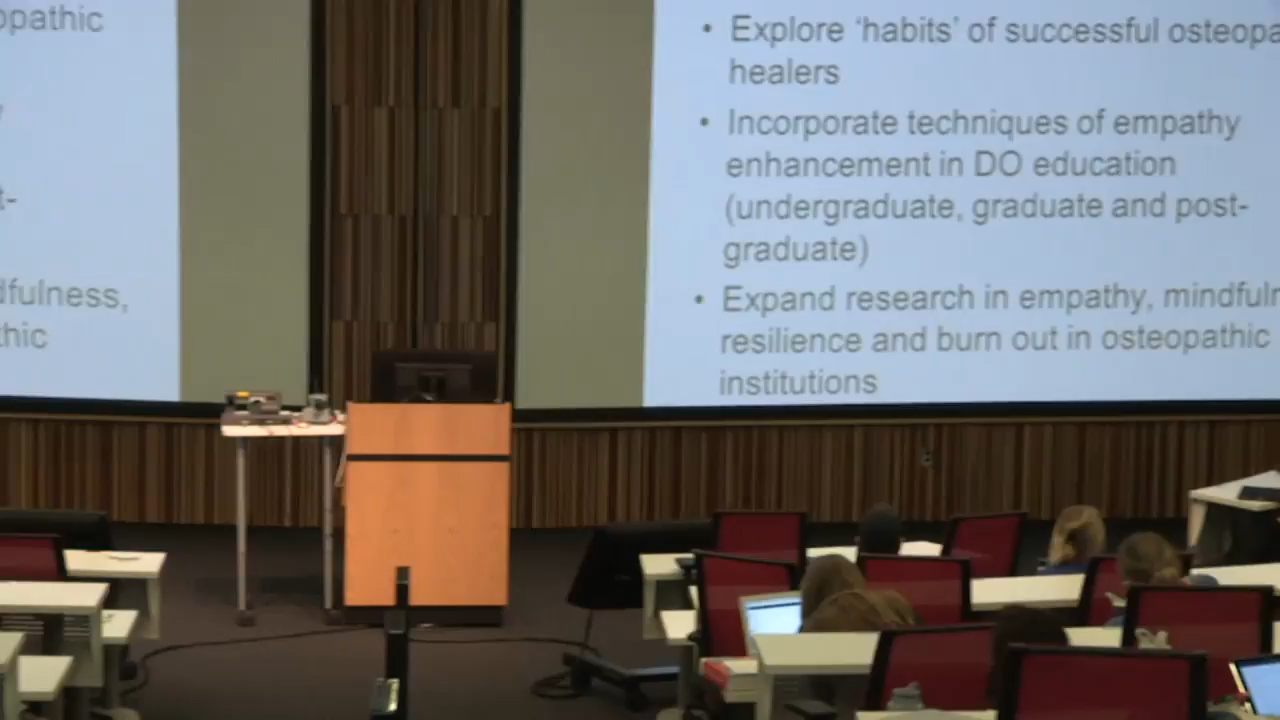 opathic
t-
dfulness,
thic
• Explore ‘habits’ of successful osteopa
healers
• Incorporate techniques of empathy
enhancement in DO education
(undergraduate, graduate and post-
graduate)
• Expand research in empathy, mindfuln
resilience and burn out in osteopathic
institutions